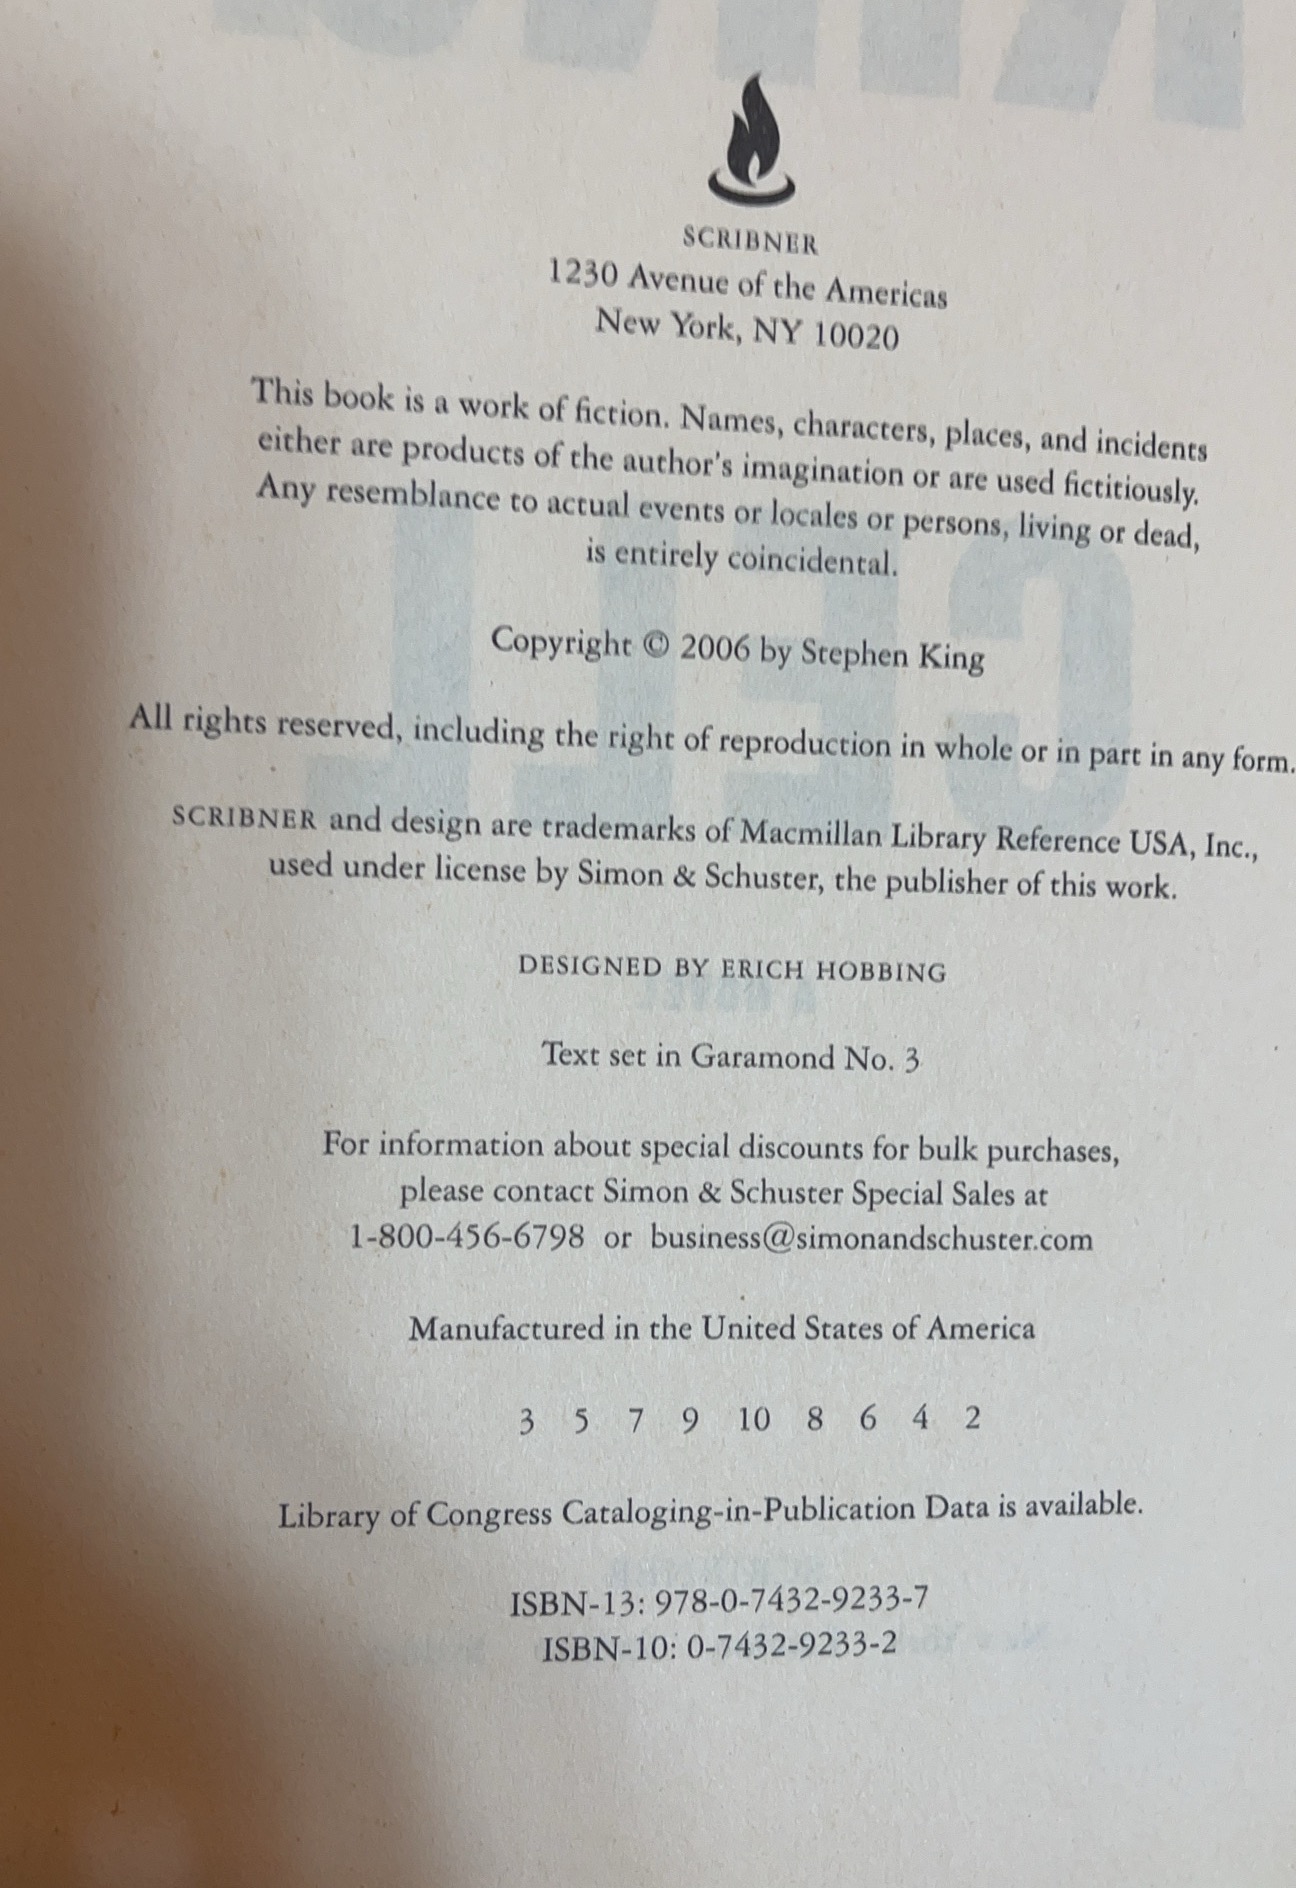 SCRIBNER
1230 Avenue of the Americas
New York, NY 10020
This book is a work of fiction. Names, characters, places, and incidents
either are products of the author's imagination or are used fictitiously.
Any resemblance to actual events or locales or persons, living or dead,
is entirely coincidental.
Copyright © 2006 by Stephen King
All rights reserved, including the right of reproduction in whole or in part in any form.
SCRIBNER and design are trademarks of Macmillan Library Reference USA, Inc.,
used under license by Simon & Schuster, the publisher of this work.
DESIGNED BY ERICH HOBBING
Text set in Garamond No. 3
For information about special discounts for bulk purchases,
please contact Simon & Schuster Special Sales at
1-800-456-6798 or business@simonandschuster.com
Manufactured in the United States of America
3 5 7 9 10 8 6 4 2
Library of Congress Cataloging-in-Publication Data is available.
ISBN-13: 978-0-7432-9233-7
ISBN-10: 0-7432-9233-2